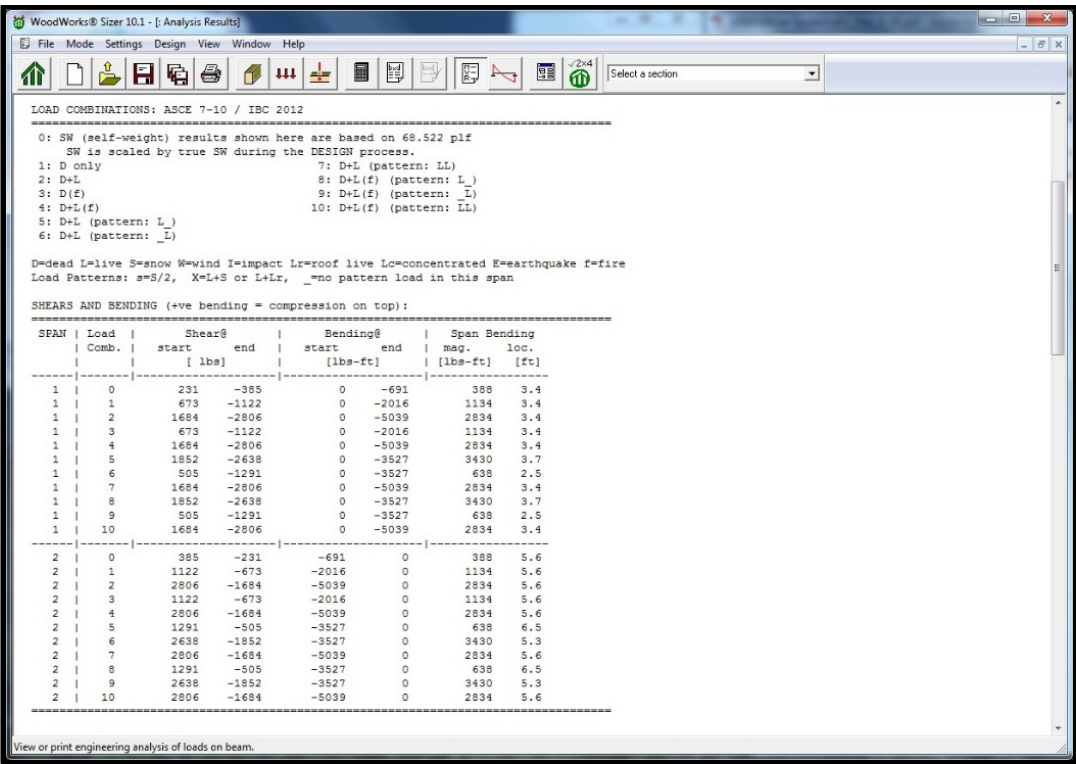 WoodWorks® Sizer 10.1 - [: Analysis Results]
File Mode Settings Design View Window Help
Select a section
LOAD COMBINATIONS: ASCE 7-10 / IBC 2012
0: SW (self-weight) results shown here are based on 68.522 plf
SW is scaled by true SW during the DESIGN process.
1: D only 7: D+L (pattern: LL)
2: D+L 8: D+L(f) (pattern: L_)
3: D(f) 9: D+L(f) (pattern: _L)
4: D+L(f) 10: D+L(f) (pattern: LL)
5: D+L (pattern: L_)
6: D+L (pattern: _L)
D=dead L=live S=snow W=wind I=impact Lr=roof live Lc=concentrated E=earthquake f=fire
Load Patterns: s=S/2, X=L+S or L+Lr, _=no pattern load in this span
SHEARS AND BENDING (+ve bending = compression on top):
SPAN | Load | Shear@ | Bending@ | Span Bending
| Comb. | start end | start end | mag. loc.
| | [ lbs] | [lbs-ft] | [lbs-ft] [ft]
1 | 0 231 -385 0 -691 388 3.4
1 | 1 673 -1122 0 -2016 1134 3.4
1 | 2 1684 -2806 0 -5039 2834 3.4
1 | 3 673 -1122 0 -2016 1134 3.4
1 | 4 1684 -2806 0 -5039 2834 3.4
1 | 5 1852 -2638 0 -3527 3430 3.7
1 | 6 505 -1291 0 -3527 638 2.5
1 | 7 1684 -2806 0 -5039 2834 3.4
1 | 8 1852 -2638 0 -3527 3430 3.7
1 | 9 505 -1291 0 -3527 638 2.5
1 | 10 1684 -2806 0 -5039 2834 3.4
2 | 0 385 -231 -691 0 388 5.6
2 | 1 1122 -673 -2016 0 1134 5.6
2 | 2 2806 -1684 -5039 0 2834 5.6
2 | 3 1122 -673 -2016 0 1134 5.6
2 | 4 2806 -1684 -5039 0 2834 5.6
2 | 5 1291 -505 -3527 0 638 6.5
2 | 6 2638 -1852 -3527 0 3430 5.3
2 | 7 2806 -1684 -5039 0 2834 5.6
2 | 8 1291 -505 -3527 0 638 6.5
2 | 9 2638 -1852 -3527 0 3430 5.3
2 | 10 2806 -1684 -5039 0 2834 5.6
View or print engineering analysis of loads on beam.